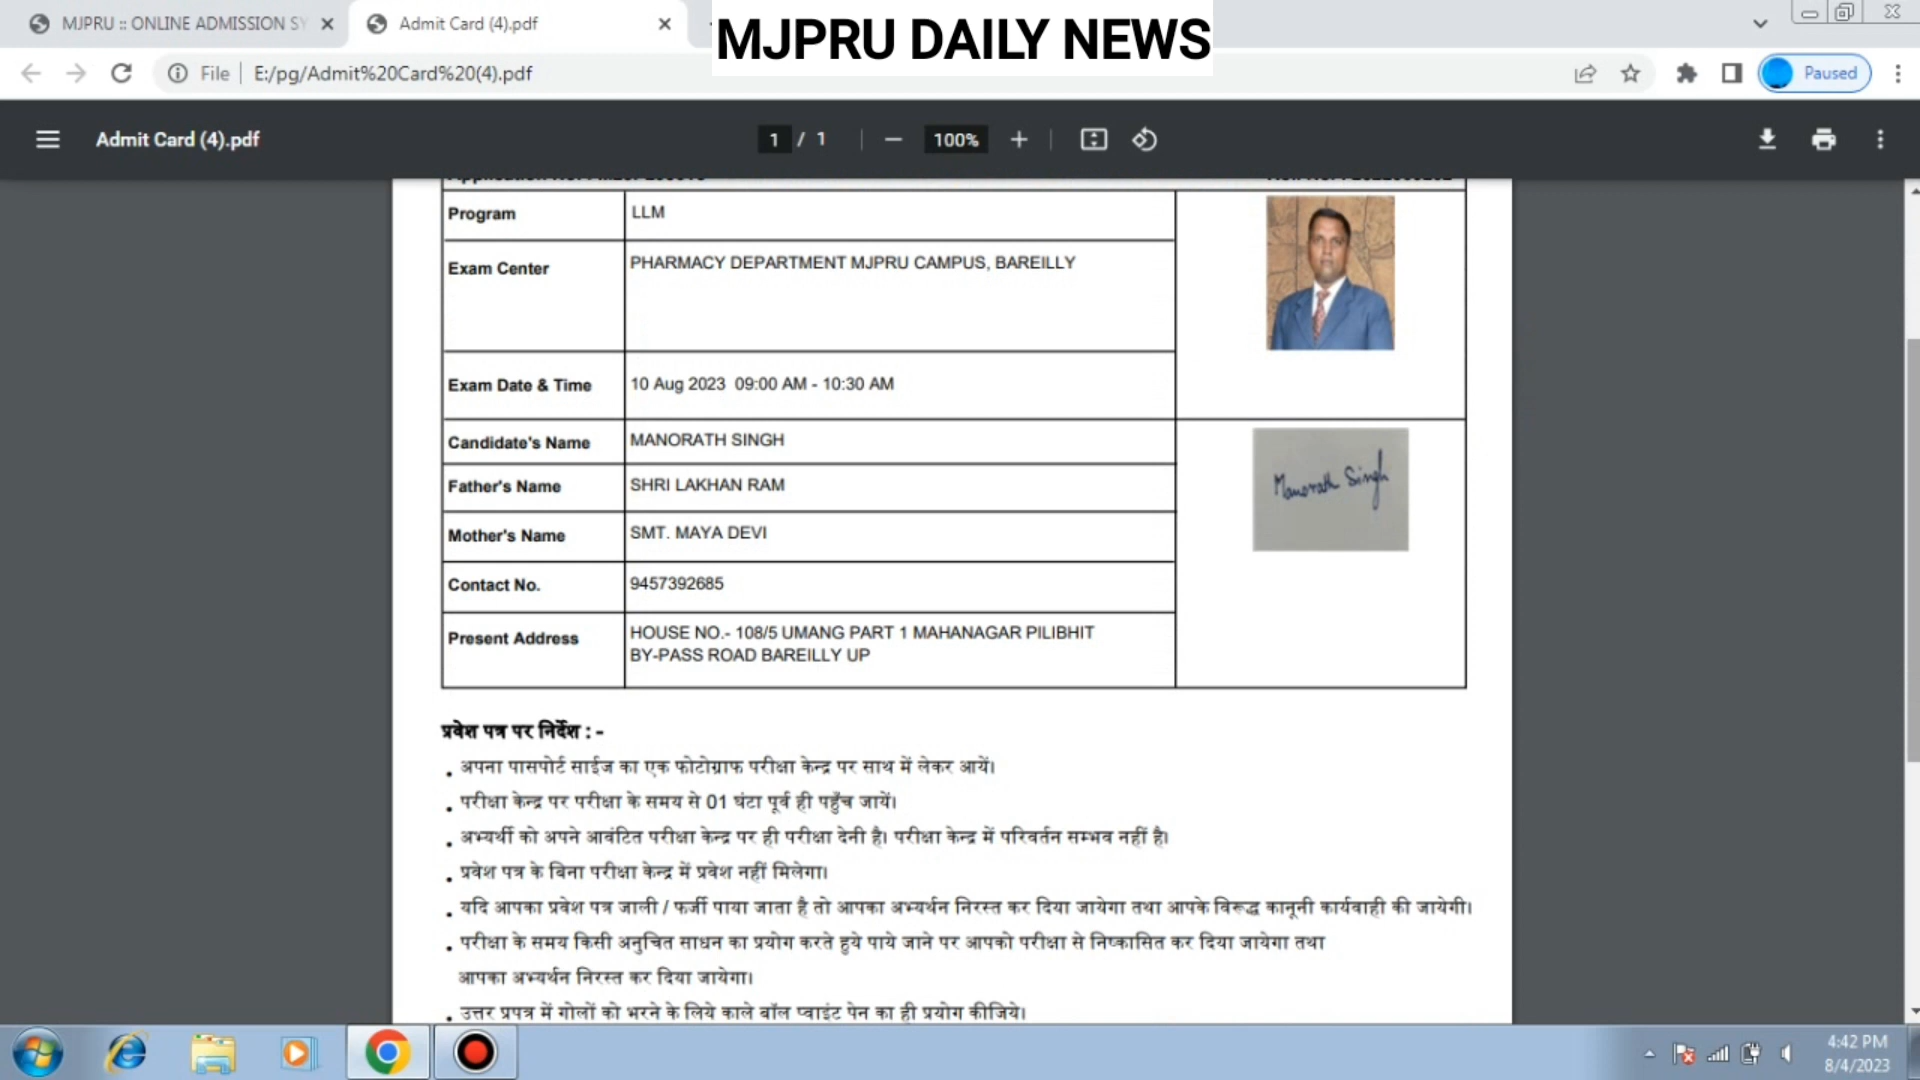 MJPRU :: ONLINE ADMISSION SY
Admit Card (4).pdf
MJPRU DAILY NEWS
File
E:/pg/Admit%20Card%20(4).pdf
Paused
Admit Card (4).pdf
1 / 1
100%
Program
LLM
Exam Center
PHARMACY DEPARTMENT MJPRU CAMPUS, BAREILLY
Exam Date & Time
10 Aug 2023 09:00 AM - 10:30 AM
Candidate's Name
MANORATH SINGH
Father's Name
SHRI LAKHAN RAM
Manorath Singh
Mother's Name
SMT. MAYA DEVI
Contact No.
9457392685
Present Address
HOUSE NO.- 108/5 UMANG PART 1 MAHANAGAR PILIBHIT
BY-PASS ROAD BAREILLY UP
प्रवेश पत्र पर निर्देश : -
• अपना पासपोर्ट साईज का एक फोटोग्राफ परीक्षा केन्द्र पर साथ में लेकर आयें।
• परीक्षा केन्द्र पर परीक्षा के समय से 01 घंटा पूर्व ही पहुँच जायें।
• अभ्यर्थी को अपने आवंटित परीक्षा केन्द्र पर ही परीक्षा देनी है। परीक्षा केन्द्र में परिवर्तन सम्भव नहीं है।
• प्रवेश पत्र के बिना परीक्षा केन्द्र में प्रवेश नहीं मिलेगा।
• यदि आपका प्रवेश पत्र जाली / फर्जी पाया जाता है तो आपका अभ्यर्थन निरस्त कर दिया जायेगा तथा आपके विरूद्ध कानूनी कार्यवाही की जायेगी।
• परीक्षा के समय किसी अनुचित साधन का प्रयोग करते हुये पाये जाने पर आपको परीक्षा से निष्कासित कर दिया जायेगा तथा
आपका अभ्यर्थन निरस्त कर दिया जायेगा।
• उत्तर प्रपत्र में गोलों को भरने के लिये काले बॉल प्वाइंट पेन का ही प्रयोग कीजिये।
4:42 PM
8/4/2023